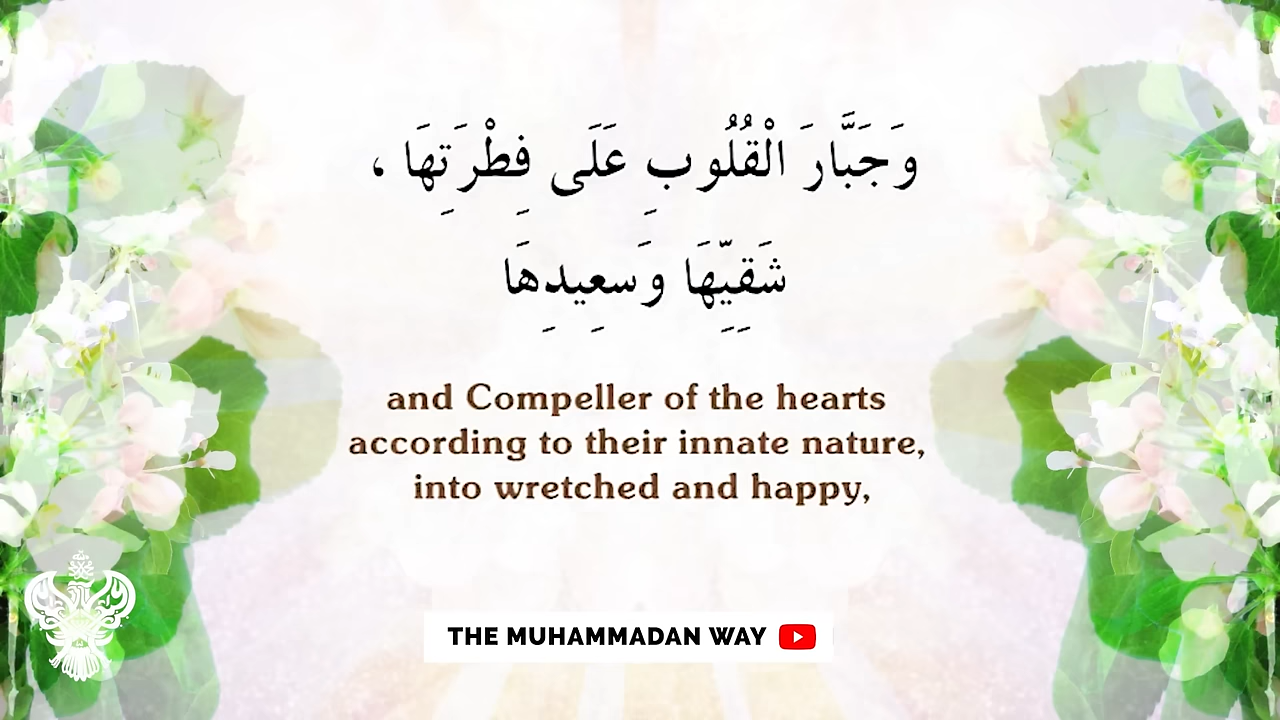 وَجَبَّارَ الْقُلُوبِ عَلَى فِطْرَتِهَا ،
شَقِيِّهَا وَسَعِيدِهَا
and Compeller of the hearts
according to their innate nature,
into wretched and happy,
THE MUHAMMADAN WAY